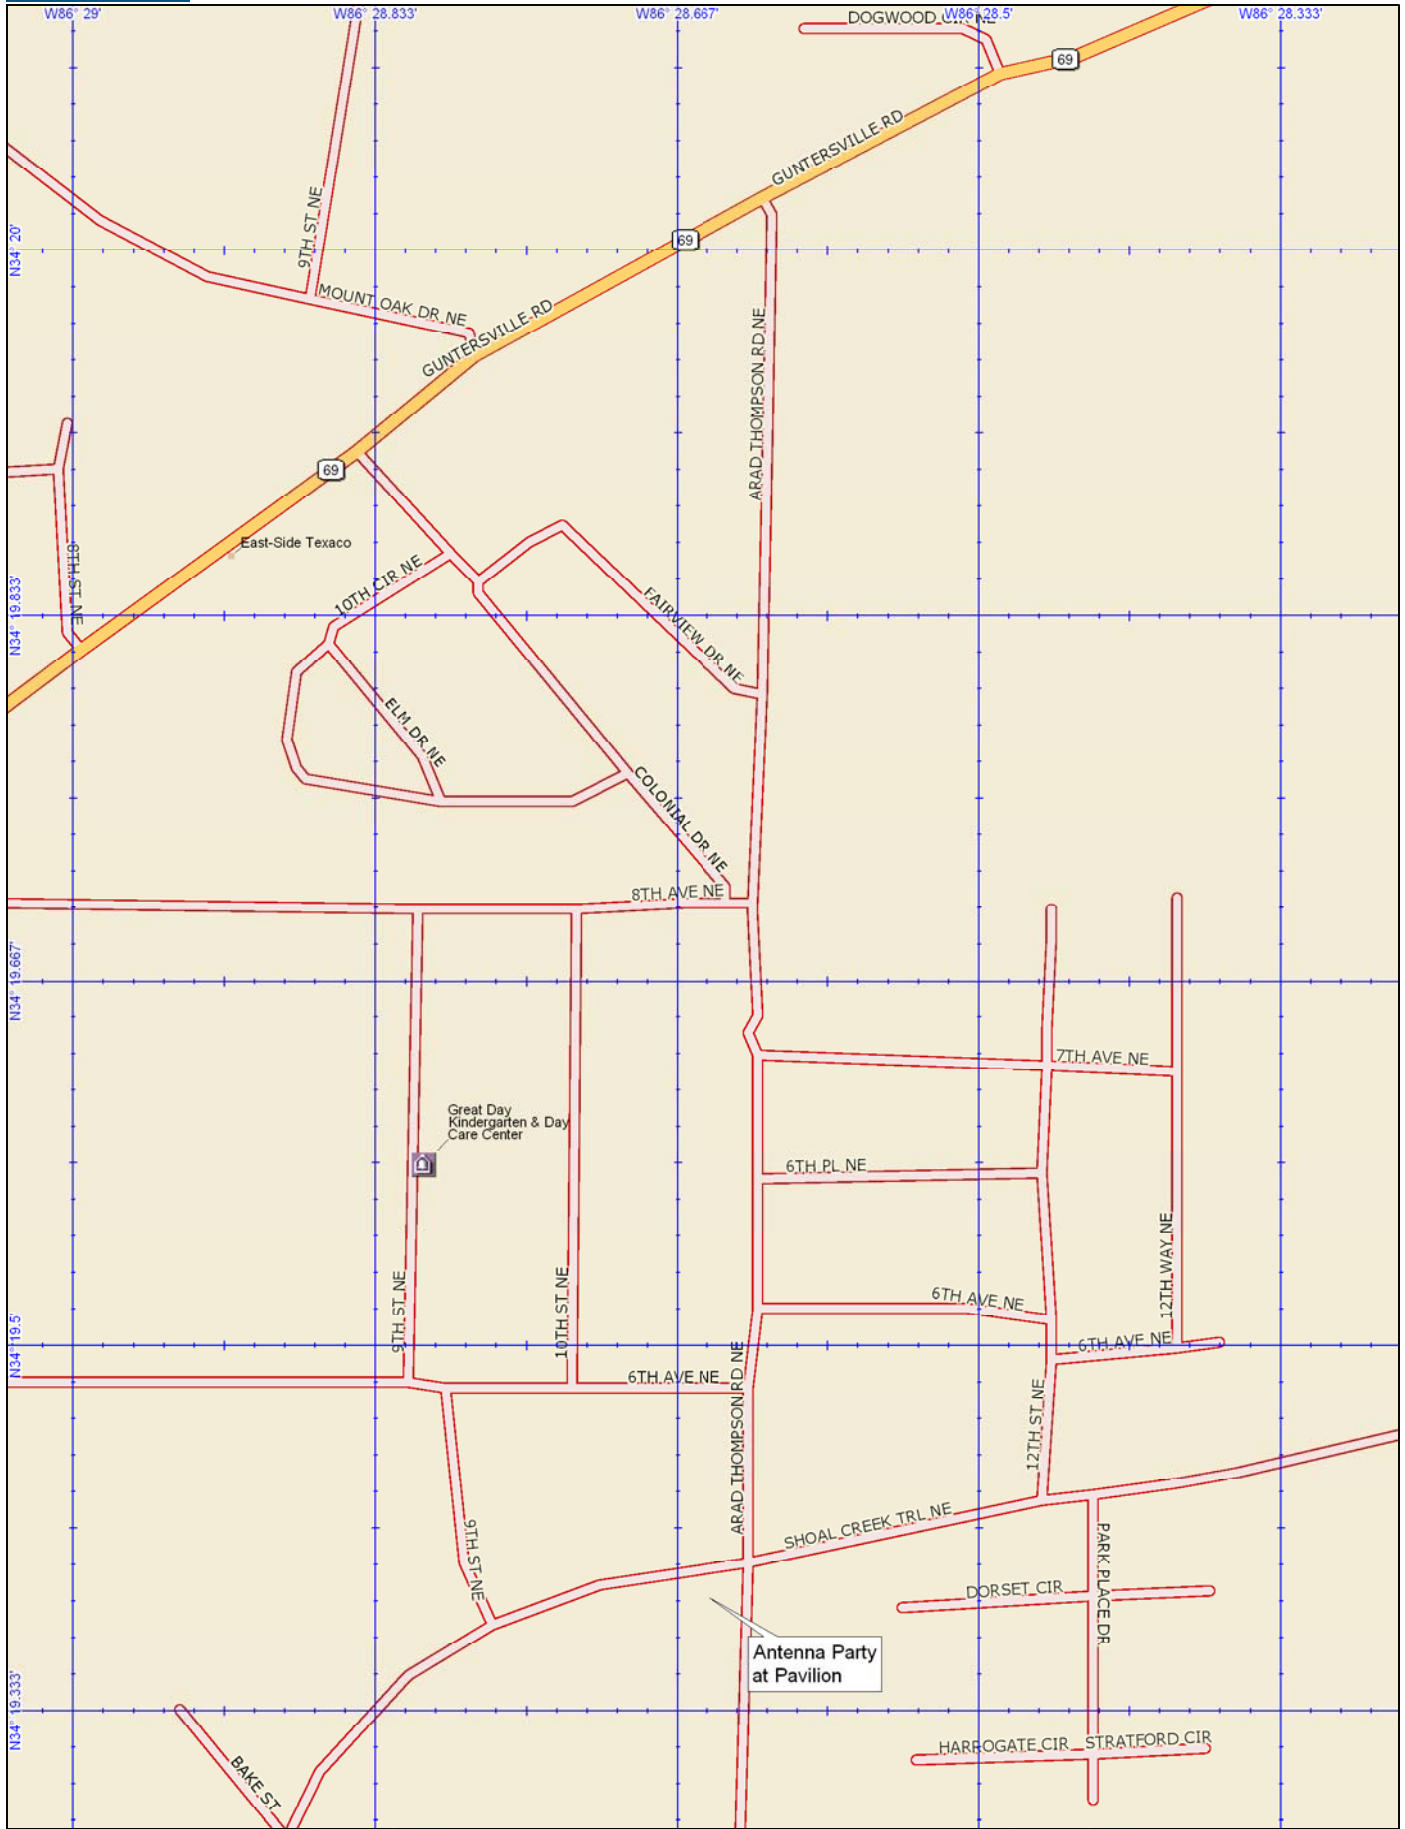 W86° 29'
W86° 28.833'
W86° 28.667'
W86° 28.5'
W86° 28.333'
DOGWOOD CIR NE
69
GUNTERSVILLE RD
9TH ST NE
N34° 20'
69
MOUNT OAK DR NE
GUNTERSVILLE RD
ARAD THOMPSON RD NE
69
East-Side Texaco
8TH ST NE
10TH CIR NE
N34° 19.833'
FAIRVIEW DR NE
ELM DR NE
COLONIAL DR NE
8TH AVE NE
N34° 19.667'
7TH AVE NE
Great Day
Kindergarten & Day
Care Center
6TH PL NE
12TH WAY NE
9TH ST NE
10TH ST NE
6TH AVE NE
N34° 19.5'
6TH AVE NE
6TH AVE NE
ARAD THOMPSON RD NE
12TH ST NE
SHOAL CREEK TRL NE
9TH ST NE
PARK PLACE DR
DORSET CIR
Antenna Party
at Pavilion
N34° 19.333'
HARROGATE CIR
STRATFORD CIR
BAKE ST